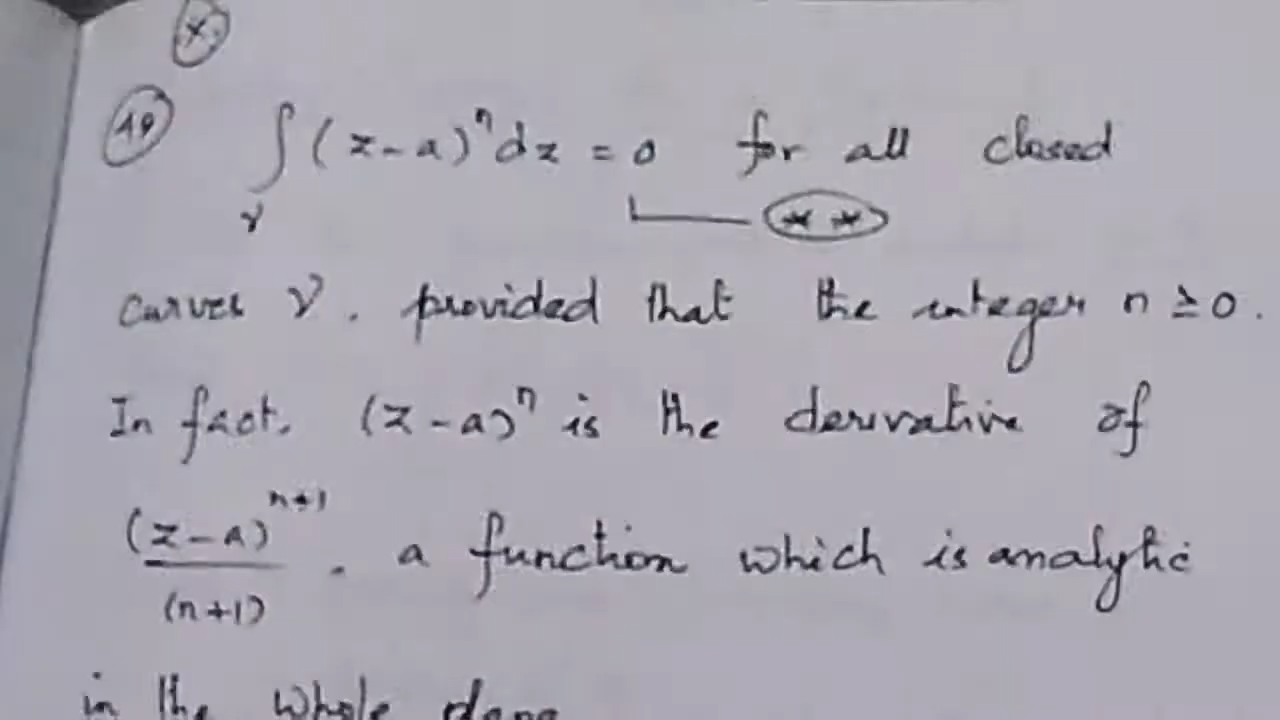 (*)
(19) ∫_γ (z-a)^n dz = 0 for all closed
(**)
curves γ. provided that the integer n ≥ 0.
In fact, (z-a)^n is the derivative of
(z-a)^{n+1} / (n+1), a function which is analytic
in the whole